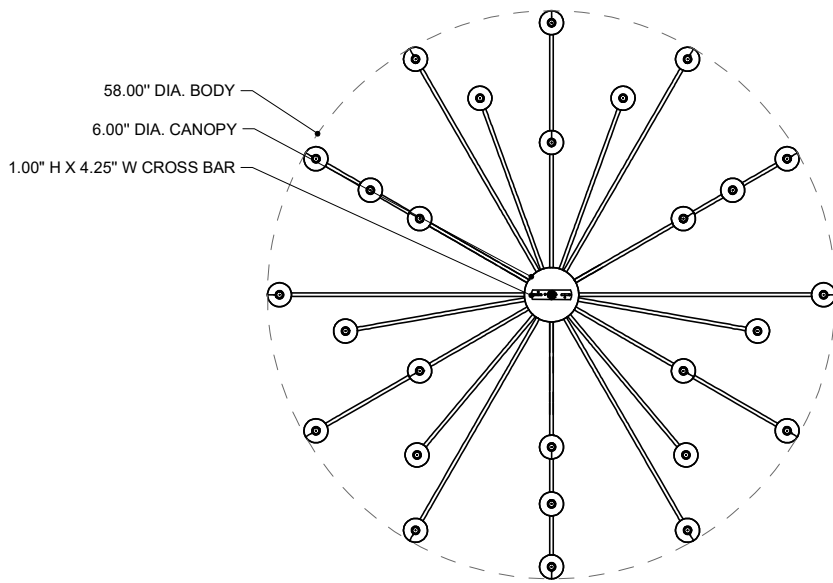 58.00" DIA. BODY
6.00" DIA. CANOPY
1.00" H X 4.25" W CROSS BAR